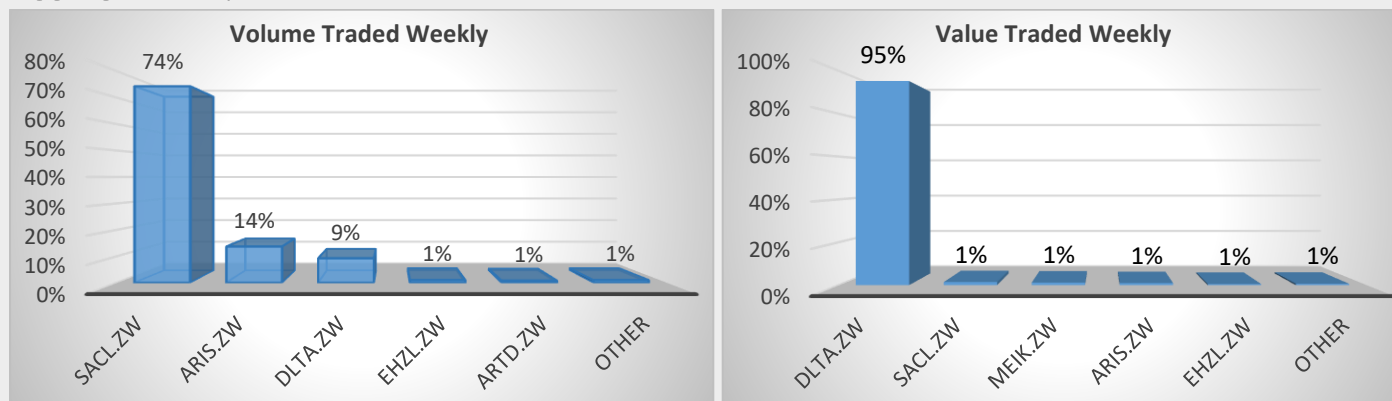 Volume Traded Weekly
80%
70%
60%
50%
40%
30%
20%
10%
0%
74%
14%
9%
1%
1%
1%
SACL.ZW
ARIS.ZW
DLTA.ZW
EHZL.ZW
ARTD.ZW
OTHER
Value Traded Weekly
100%
80%
60%
40%
20%
0%
95%
1%
1%
1%
1%
1%
DLTA.ZW
SACL.ZW
MEIK.ZW
ARIS.ZW
EHZL.ZW
OTHER